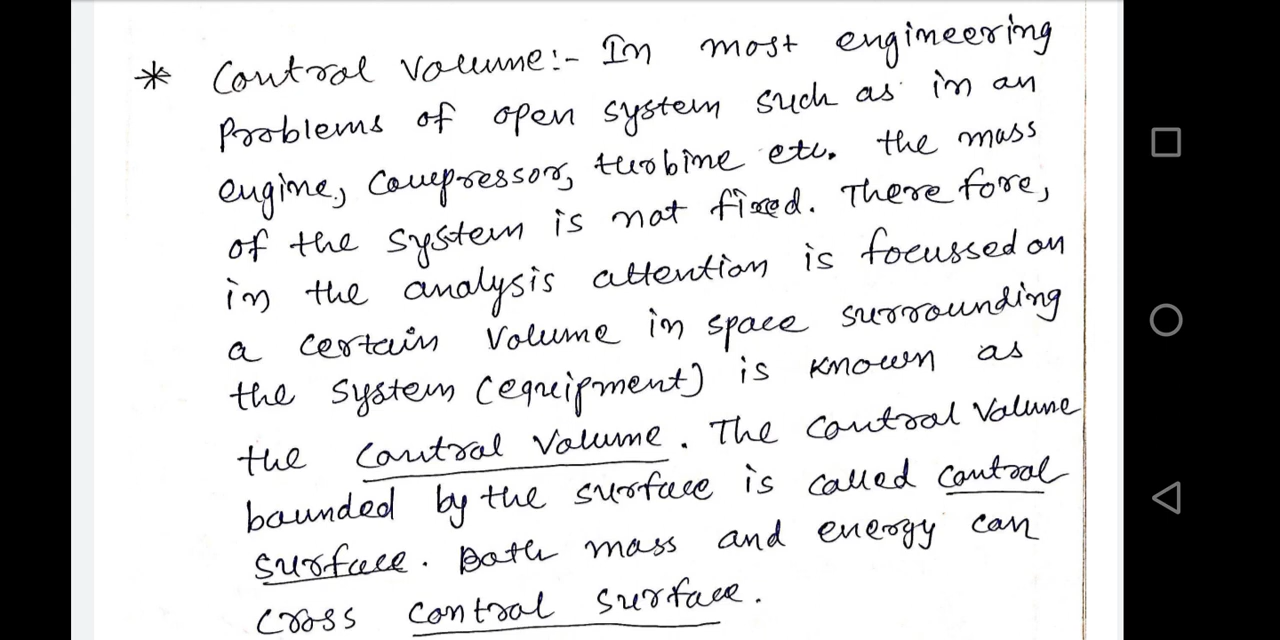 * Control Volume:- In most engineering
Problems of open system such as in an
engine, Compressor, turbine etc. the mass
of the system is not fixed. Therefore,
in the analysis attention is focussed on
a certain Volume in space surrounding
the system (equipment) is known as
the Control Volume. The Control Volume
bounded by the surface is called control
surface. Both mass and energy can
cross control surface.